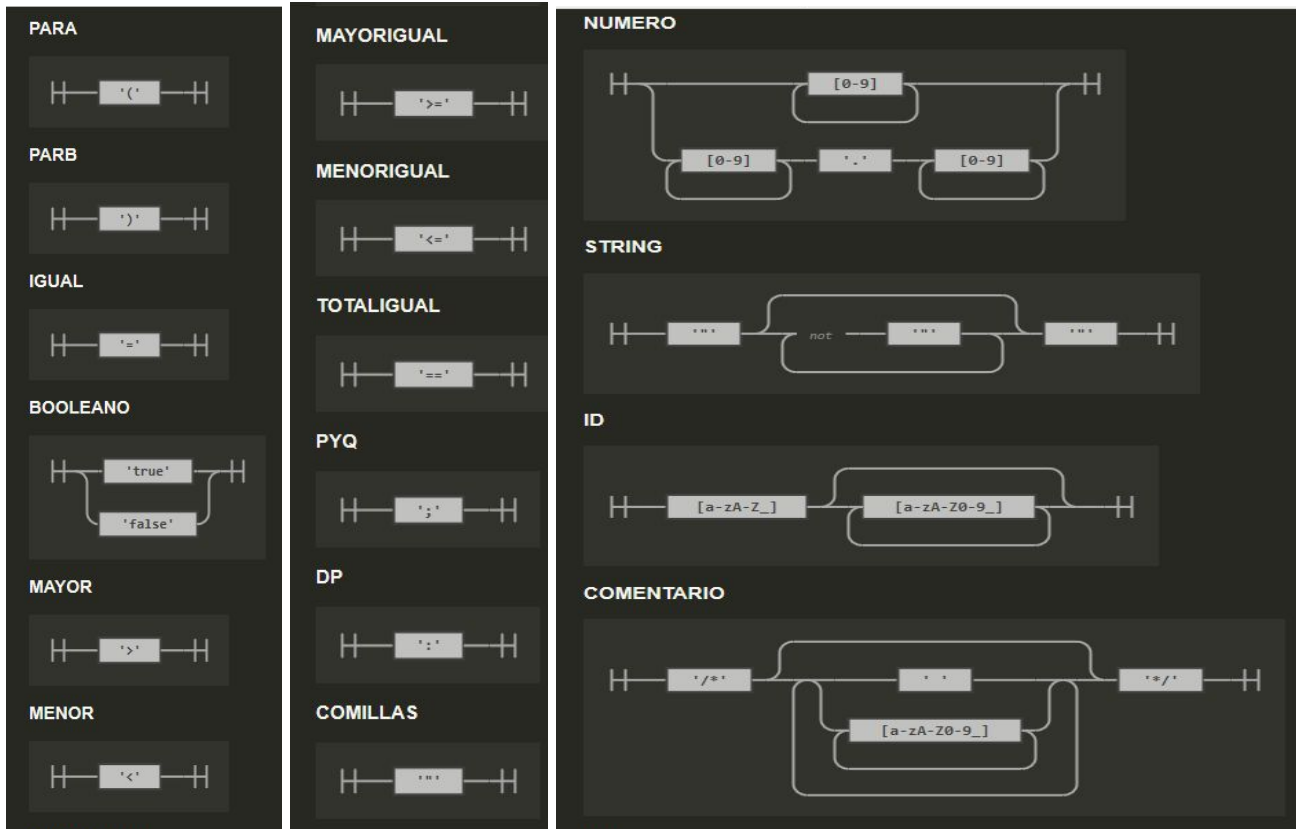 PARA
'('
PARB
')'
IGUAL
'='
BOOLEANO
'true'
'false'
MAYOR
'>'
MENOR
'<'
MAYORIGUAL
'>='
MENORIGUAL
'<='
TOTALIGUAL
'=='
PYQ
';'
DP
':'
COMILLAS
'"'
NUMERO
[0-9]
[0-9] '.' [0-9]
STRING
'"' not '"' '"'
ID
[a-zA-Z_] [a-zA-Z0-9_]
COMENTARIO
'/*' ' ' '*/'
[a-zA-Z0-9_]